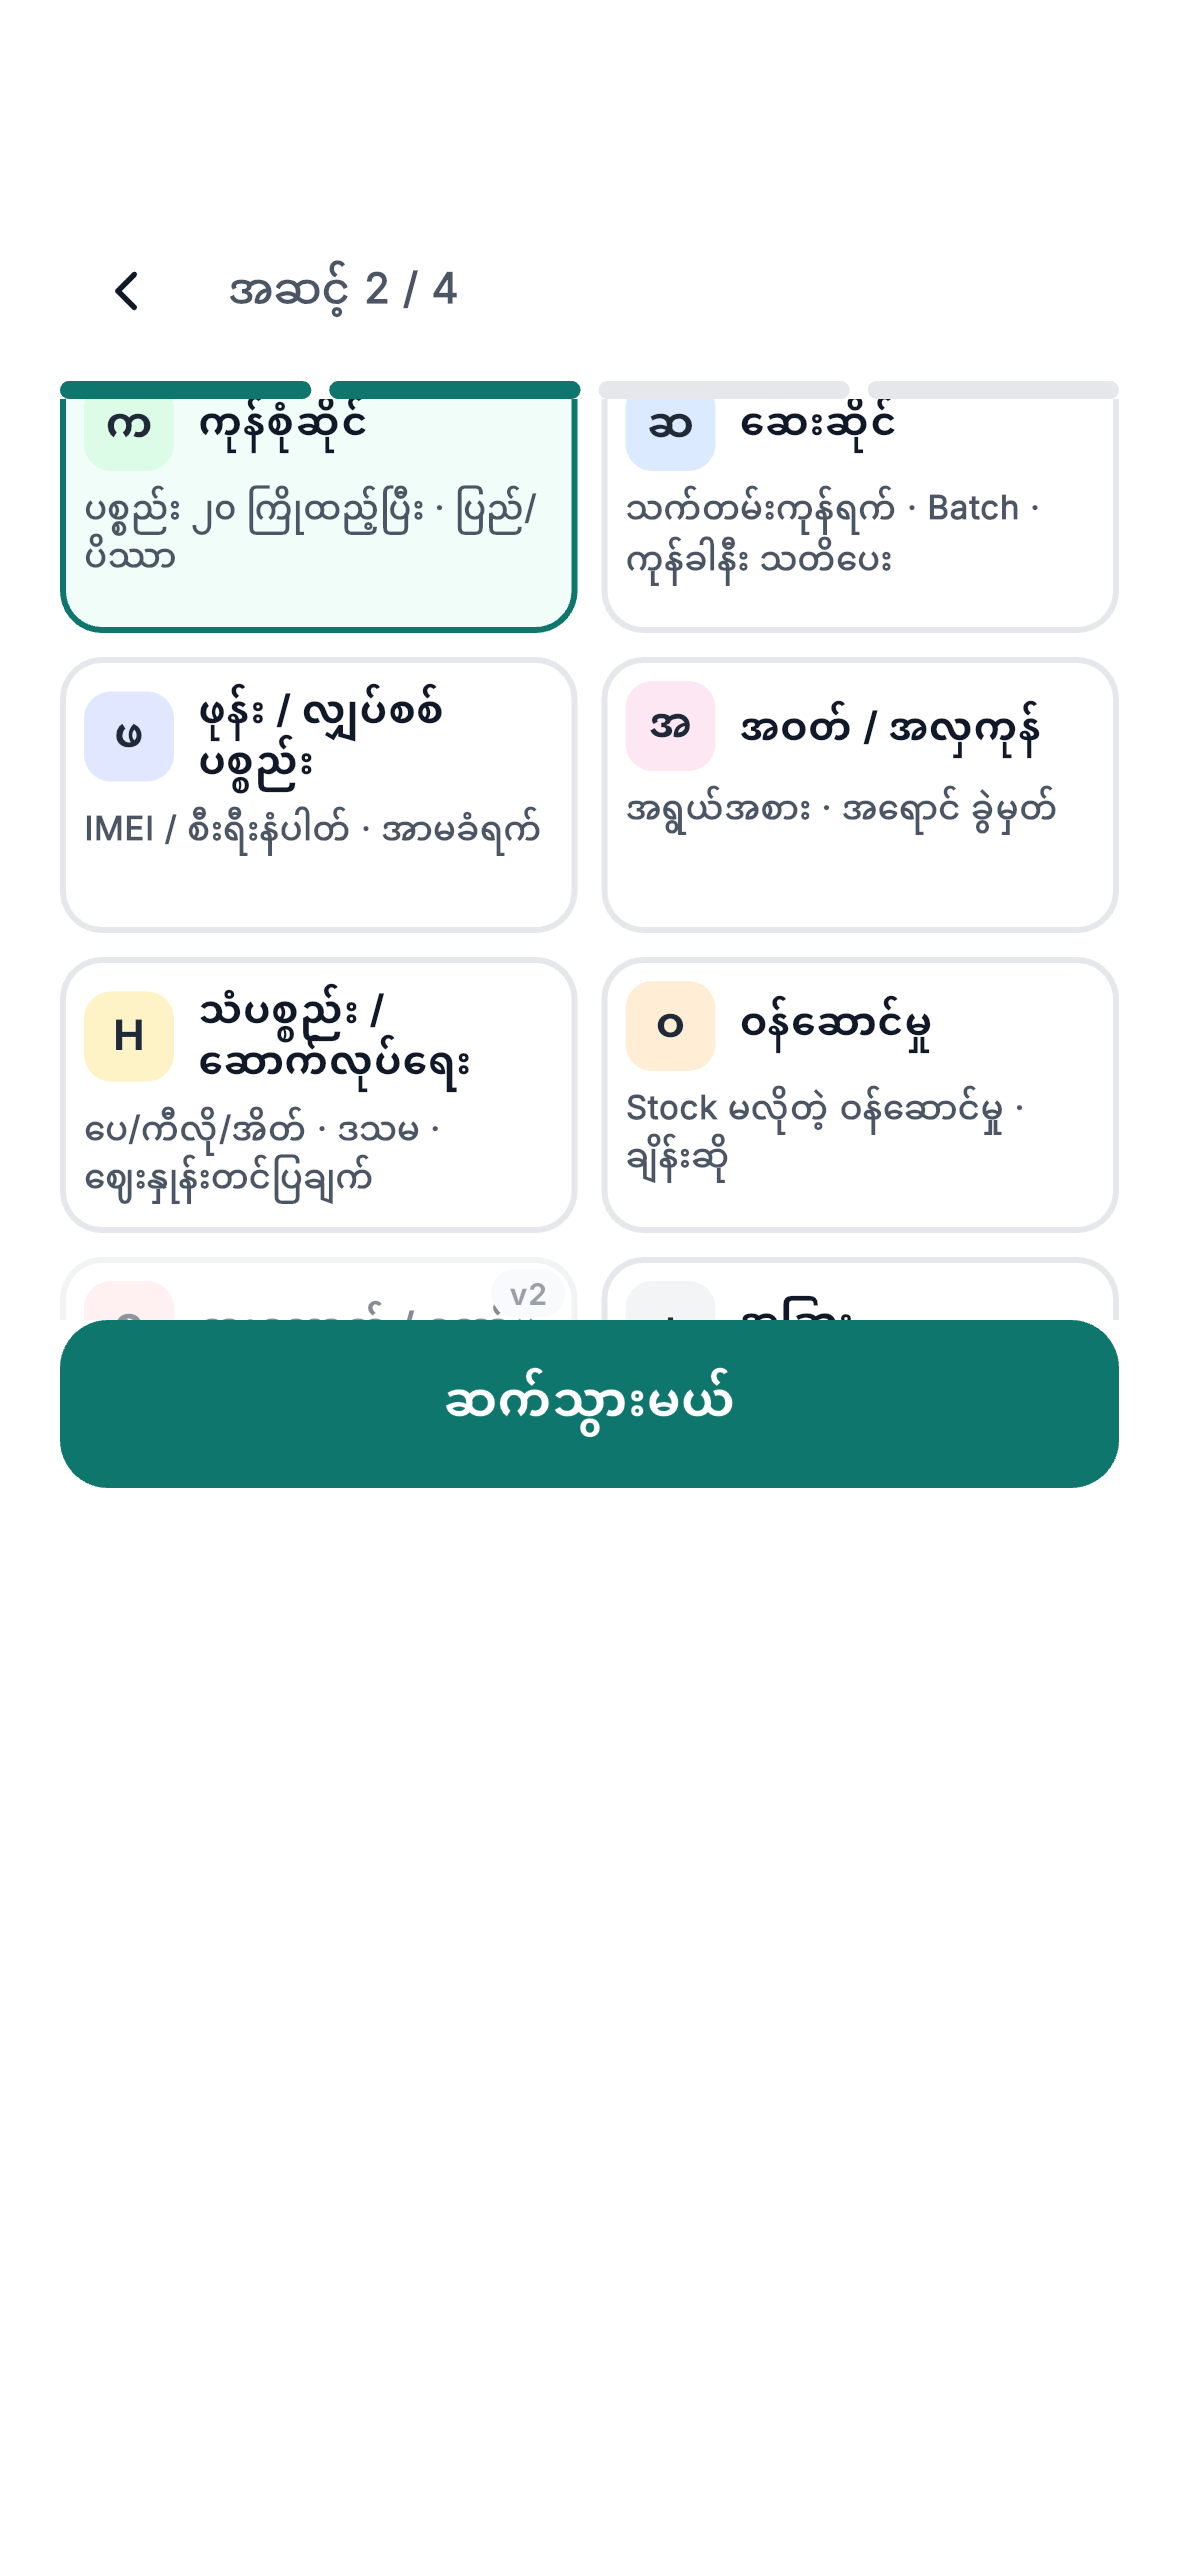 အဆင့် 2 / 4
က ကုန်စုံဆိုင်
ပစ္စည်း ၂၀ ကြိုထည့်ပြီး · ပြည်/
ပိဿာ
ဆ ဆေးဆိုင်
သက်တမ်းကုန်ရက် · Batch ·
ကုန်ခါနီး သတိပေး
ဖ ဖုန်း / လျှပ်စစ်
ပစ္စည်း
IMEI / စီးရီးနံပါတ် · အာမခံရက်
အ အဝတ် / အလှကုန်
အရွယ်အစား · အရောင် ခွဲမှတ်
H သံပစ္စည်း /
ဆောက်လုပ်ရေး
ပေ/ကီလို/အိတ် · ဒသမ ·
ဈေးနှုန်းတင်ပြချက်
ဝ ဝန်ဆောင်မှု
Stock မလိုတဲ့ ဝန်ဆောင်မှု ·
ချိန်းဆို
v2
အခြား
ဆက်သွားမယ်